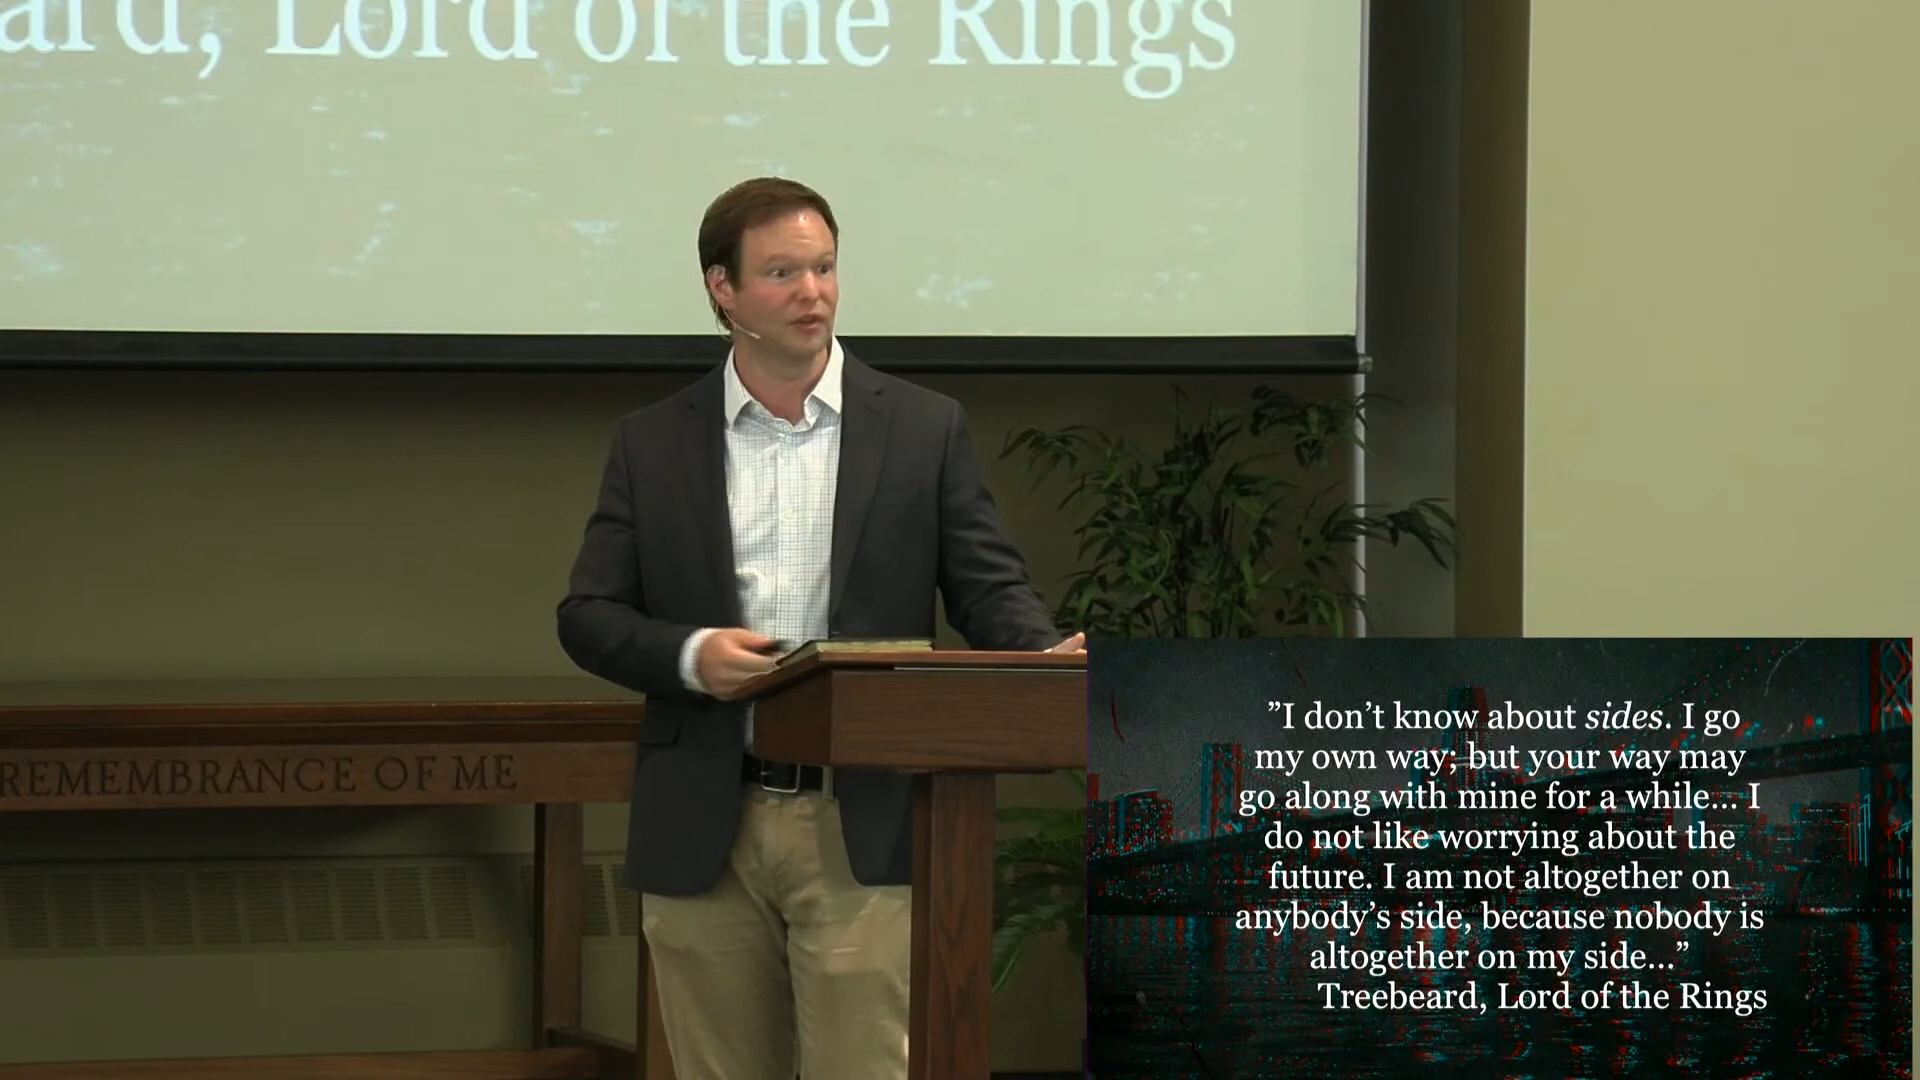 ard, Lord of the Rings
REMEMBRANCE OF ME
”I don’t know about sides. I go
my own way; but your way may
go along with mine for a while... I
do not like worrying about the
future. I am not altogether on
anybody’s side, because nobody is
altogether on my side...”
Treebeard, Lord of the Rings